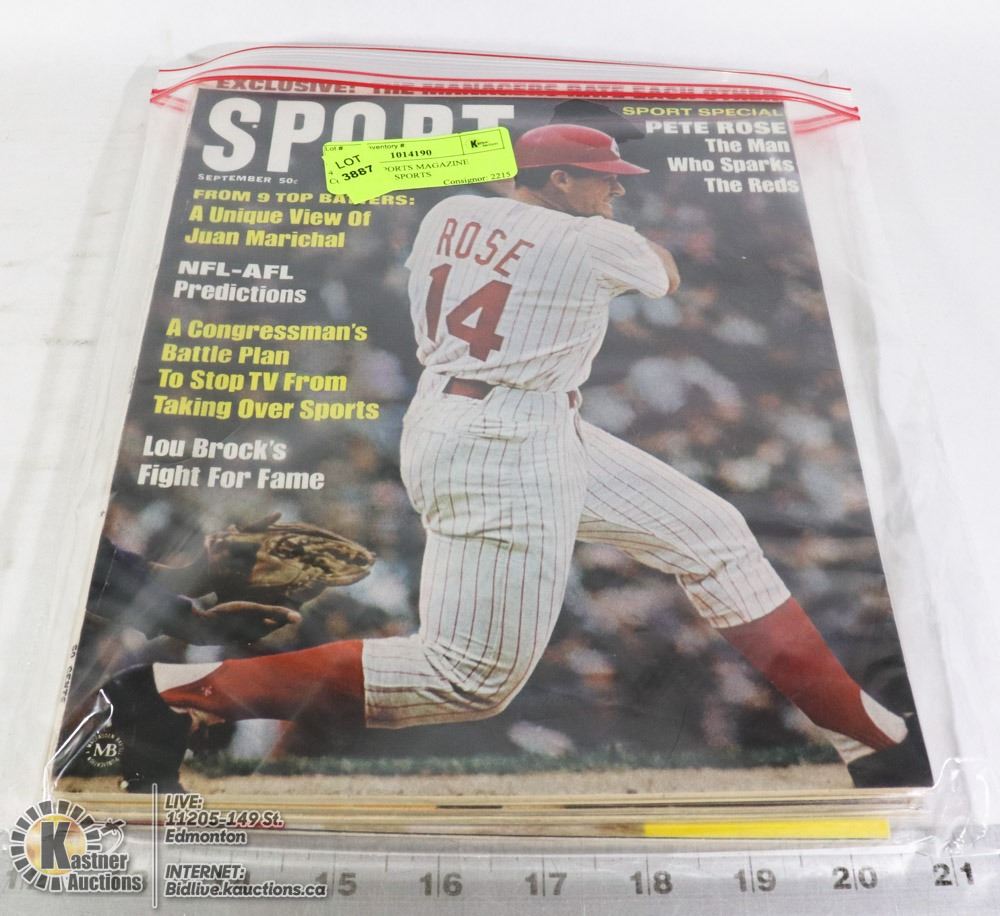 EXCLUSIVE: THE MANAGERS RATE EACH OTHER
SPORT
SEPTEMBER 50c
SPORT SPECIAL
PETE ROSE
The Man
Who Sparks
The Reds
Lot #
Inventory #
1014190
LOT
3887
SPORTS MAGAZINE
SPORTS
Consignor: 2215
FROM 9 TOP BATTERS:
A Unique View Of
Juan Marichal
NFL-AFL
Predictions
A Congressman's
Battle Plan
To Stop TV From
Taking Over Sports
Lou Brock's
Fight For Fame
ROSE
14
MB
Kastner
Auctions
LIVE:
11205-149 St.
Edmonton
INTERNET:
Bidlive.kauctions.ca
15 16 17 18 19 20 21